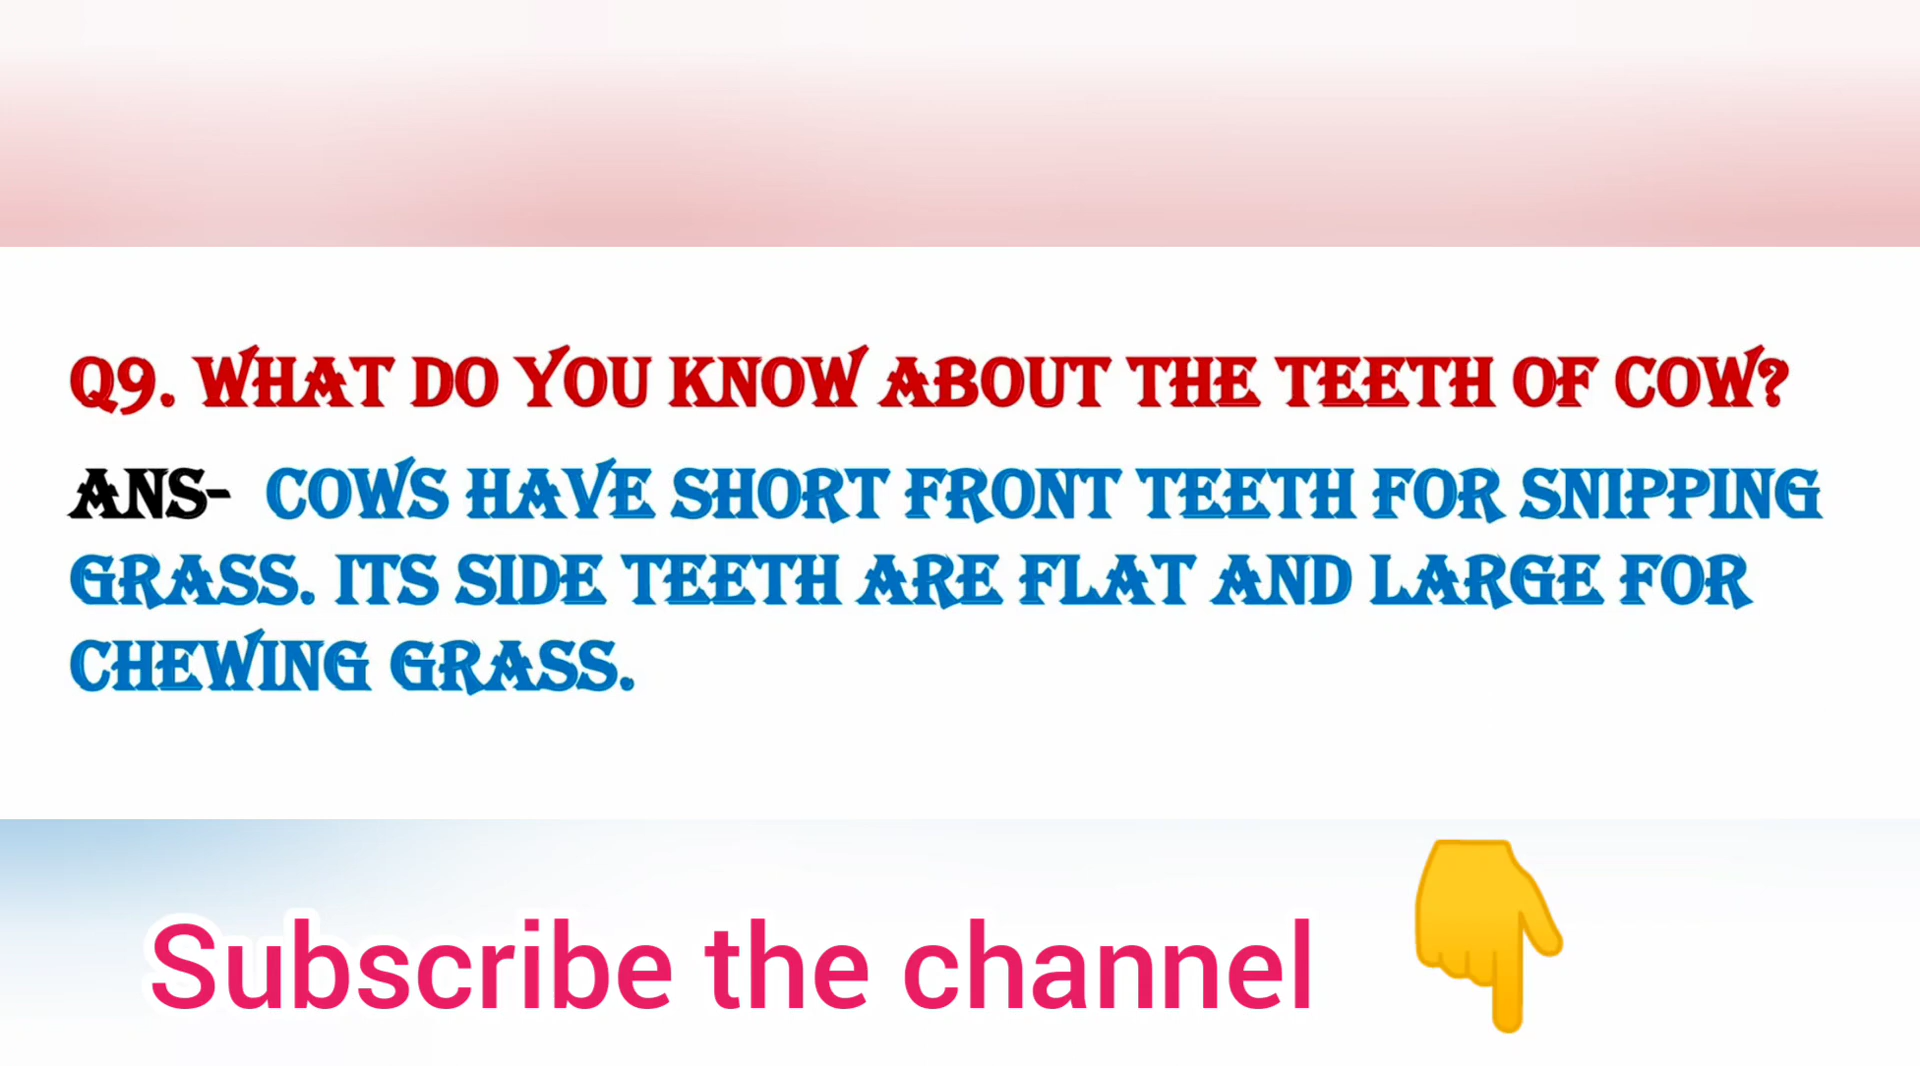 Q9. WHAT DO YOU KNOW ABOUT THE TEETH OF COW?
ANS- COWS HAVE SHORT FRONT TEETH FOR SNIPPING
GRASS. ITS SIDE TEETH ARE FLAT AND LARGE FOR
CHEWING GRASS.
Subscribe the channel